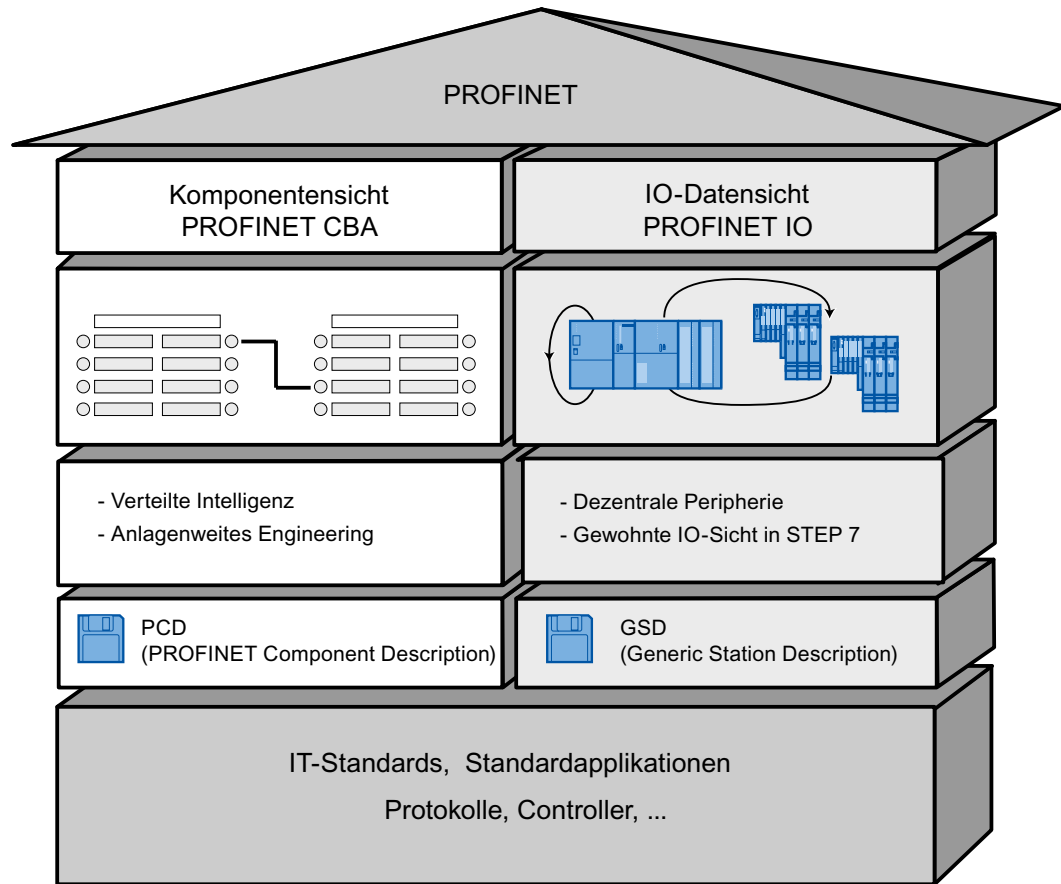 PROFINET
Komponentensicht
PROFINET CBA
IO-Datensicht
PROFINET IO
- Verteilte Intelligenz
- Anlagenweites Engineering
- Dezentrale Peripherie
- Gewohnte IO-Sicht in STEP 7
PCD
(PROFINET Component Description)
GSD
(Generic Station Description)
IT-Standards, Standardapplikationen
Protokolle, Controller, ...